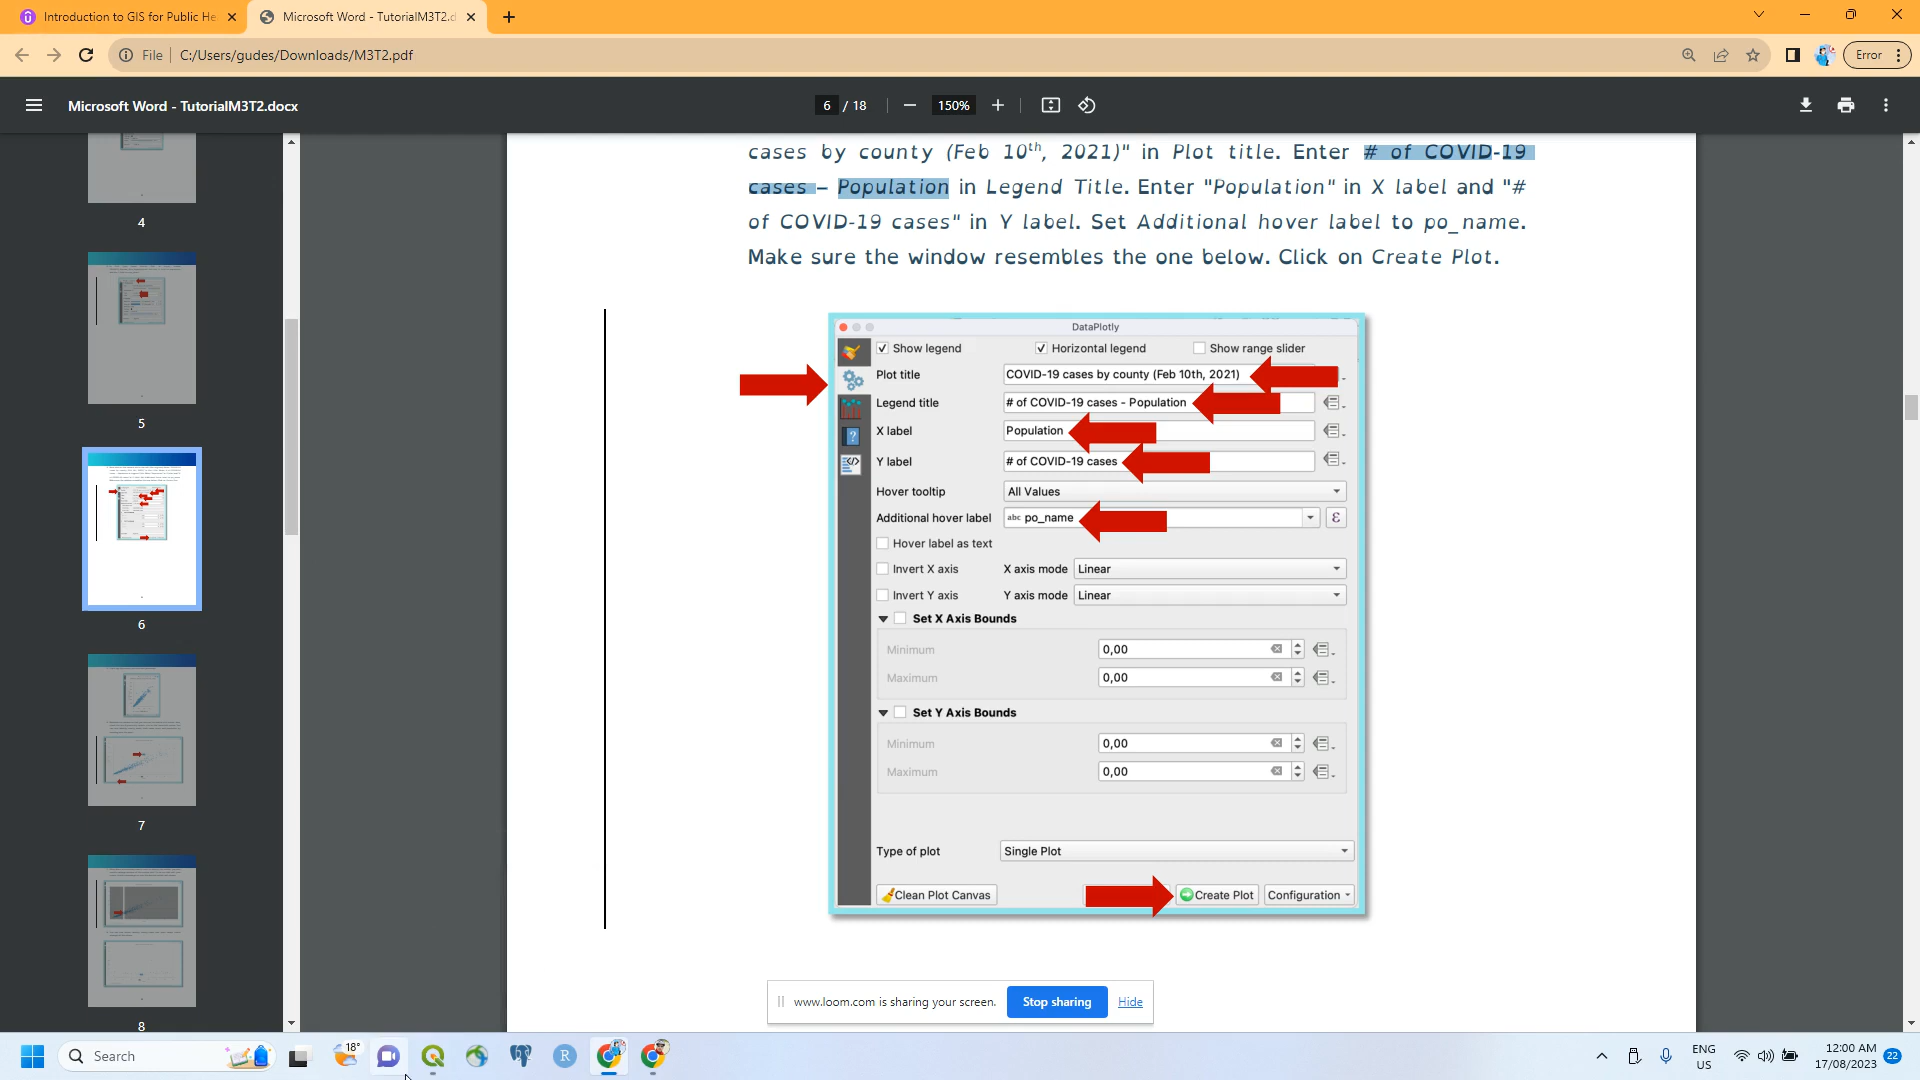 Introduction to GIS for Public He
Microsoft Word - TutorialM3T2.d
File
C:/Users/gudes/Downloads/M3T2.pdf
Error
Microsoft Word - TutorialM3T2.docx
6 / 18
150%
4
5
6
7
8
cases by county (Feb 10th, 2021)" in Plot title. Enter # of COVID-19
cases – Population in Legend Title. Enter "Population" in X label and "#
of COVID-19 cases" in Y label. Set Additional hover label to po_name.
Make sure the window resembles the one below. Click on Create Plot.
DataPlotly
Show legend
Horizontal legend
Show range slider
Plot title
COVID-19 cases by county (Feb 10th, 2021)
Legend title
# of COVID-19 cases - Population
X label
Population
Y label
# of COVID-19 cases
Hover tooltip
All Values
Additional hover label
abc po_name
ε
Hover label as text
Invert X axis
X axis mode
Linear
Invert Y axis
Y axis mode
Linear
Set X Axis Bounds
Minimum
0,00
Maximum
0,00
Set Y Axis Bounds
Minimum
0,00
Maximum
0,00
Type of plot
Single Plot
Clean Plot Canvas
Create Plot
Configuration
www.loom.com is sharing your screen.
Stop sharing
Hide
Search
18°
R
ENG
US
12:00 AM
17/08/2023
22